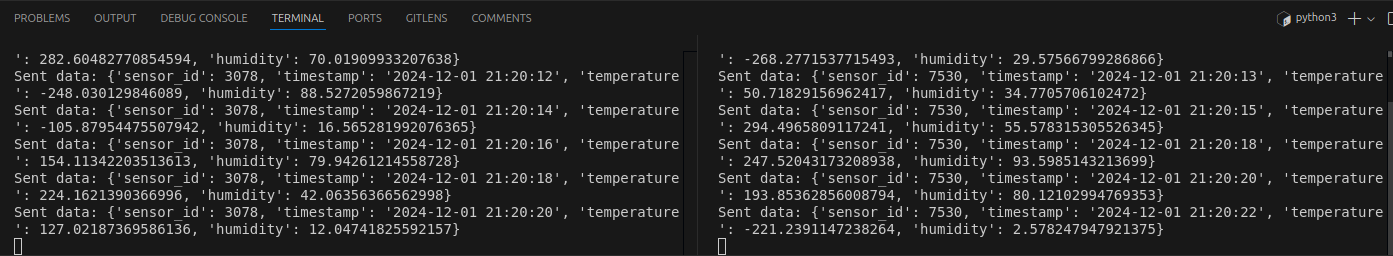 PROBLEMS OUTPUT DEBUG CONSOLE TERMINAL PORTS GITLENS COMMENTS python3
': 282.60482770854594, 'humidity': 70.01909933207638}
Sent data: {'sensor_id': 3078, 'timestamp': '2024-12-01 21:20:12', 'temperature
': -248.030129846089, 'humidity': 88.5272059867219}
Sent data: {'sensor_id': 3078, 'timestamp': '2024-12-01 21:20:14', 'temperature
': -105.87954475507942, 'humidity': 16.565281992076365}
Sent data: {'sensor_id': 3078, 'timestamp': '2024-12-01 21:20:16', 'temperature
': 154.11342203513613, 'humidity': 79.94261214558728}
Sent data: {'sensor_id': 3078, 'timestamp': '2024-12-01 21:20:18', 'temperature
': 224.1621390366996, 'humidity': 42.06356366562998}
Sent data: {'sensor_id': 3078, 'timestamp': '2024-12-01 21:20:20', 'temperature
': 127.02187369586136, 'humidity': 12.04741825592157}
': -268.2771537715493, 'humidity': 29.57566799286866}
Sent data: {'sensor_id': 7530, 'timestamp': '2024-12-01 21:20:13', 'temperature
': 50.71829156962417, 'humidity': 34.7705706102472}
Sent data: {'sensor_id': 7530, 'timestamp': '2024-12-01 21:20:15', 'temperature
': 294.4965809117241, 'humidity': 55.578315305526345}
Sent data: {'sensor_id': 7530, 'timestamp': '2024-12-01 21:20:18', 'temperature
': 247.52043173208938, 'humidity': 93.5985143213699}
Sent data: {'sensor_id': 7530, 'timestamp': '2024-12-01 21:20:20', 'temperature
': 193.85362856008794, 'humidity': 80.12102994769353}
Sent data: {'sensor_id': 7530, 'timestamp': '2024-12-01 21:20:22', 'temperature
': -221.2391147238264, 'humidity': 2.578247947921375}